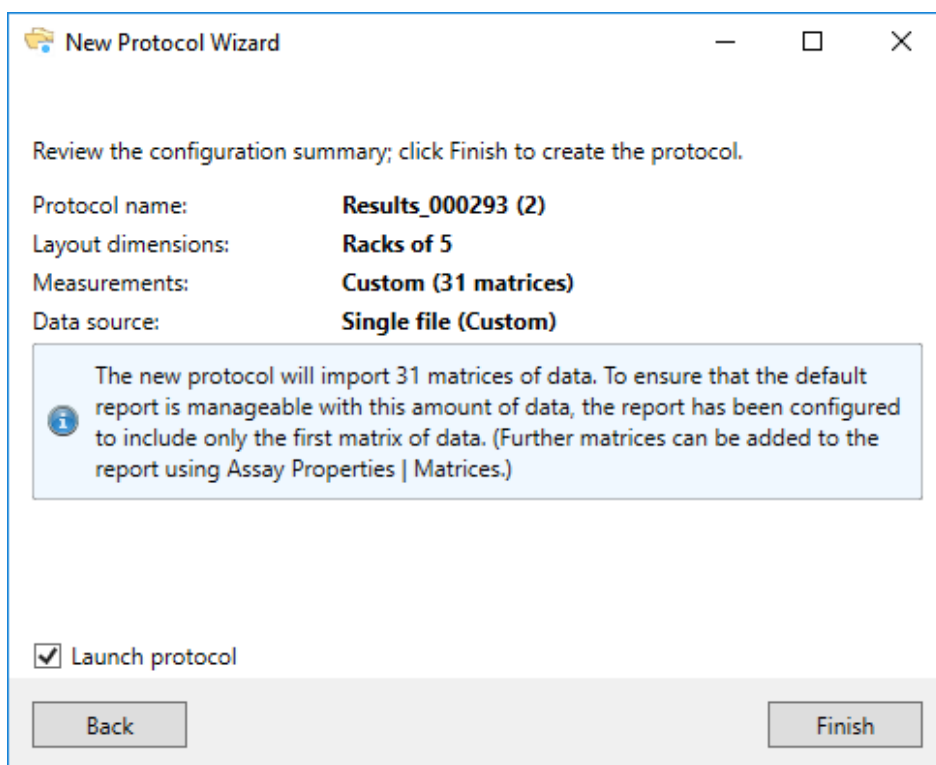 New Protocol Wizard
Review the configuration summary; click Finish to create the protocol.
Protocol name: Results_000293 (2)
Layout dimensions: Racks of 5
Measurements: Custom (31 matrices)
Data source: Single file (Custom)
The new protocol will import 31 matrices of data. To ensure that the default
report is manageable with this amount of data, the report has been configured
to include only the first matrix of data. (Further matrices can be added to the
report using Assay Properties | Matrices.)
Launch protocol
Back Finish